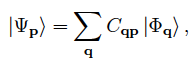 |Ψ_p⟩ = ∑_q C_qp |Φ_q⟩ ,